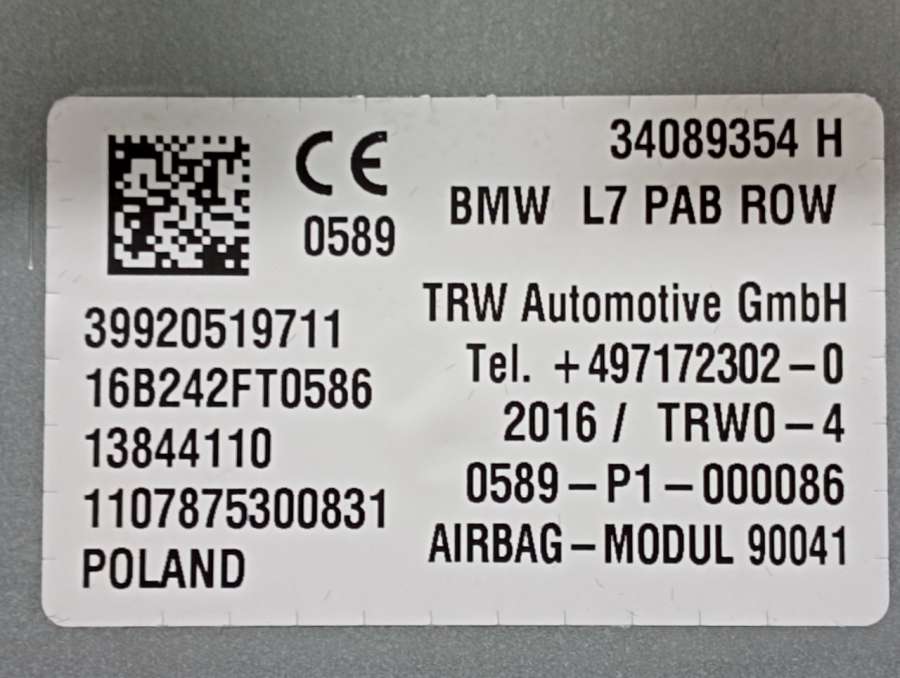 34089354 H
CE
BMW L7 PAB ROW
0589
TRW Automotive GmbH
39920519711
Tel. +497172302-0
16B242FT0586
2016 / TRW0-4
13844110
0589-P1-000086
1107875300831
AIRBAG-MODUL 90041
POLAND